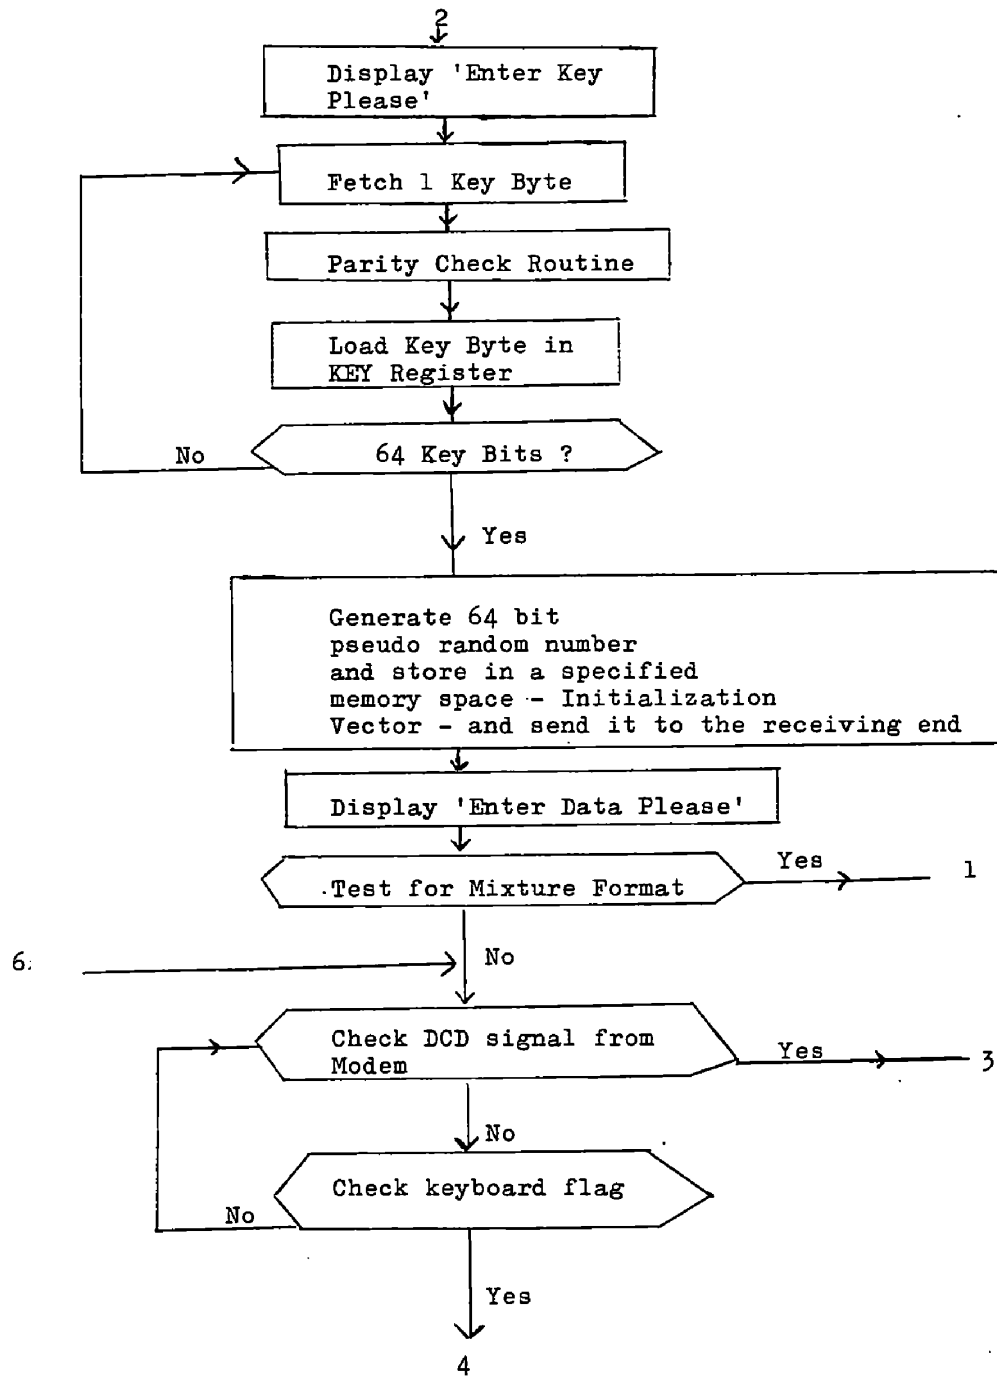 2
Display 'Enter Key
Please'
Fetch 1 Key Byte
Parity Check Routine
Load Key Byte in
KEY Register
No
64 Key Bits ?
Yes
Generate 64 bit
pseudo random number
and store in a specified
memory space - Initialization
Vector - and send it to the receiving end
Display 'Enter Data Please'
Yes
1
Test for Mixture Format
6
No
Check DCD signal from
Modem
Yes
3
No
Check keyboard flag
No
Yes
4